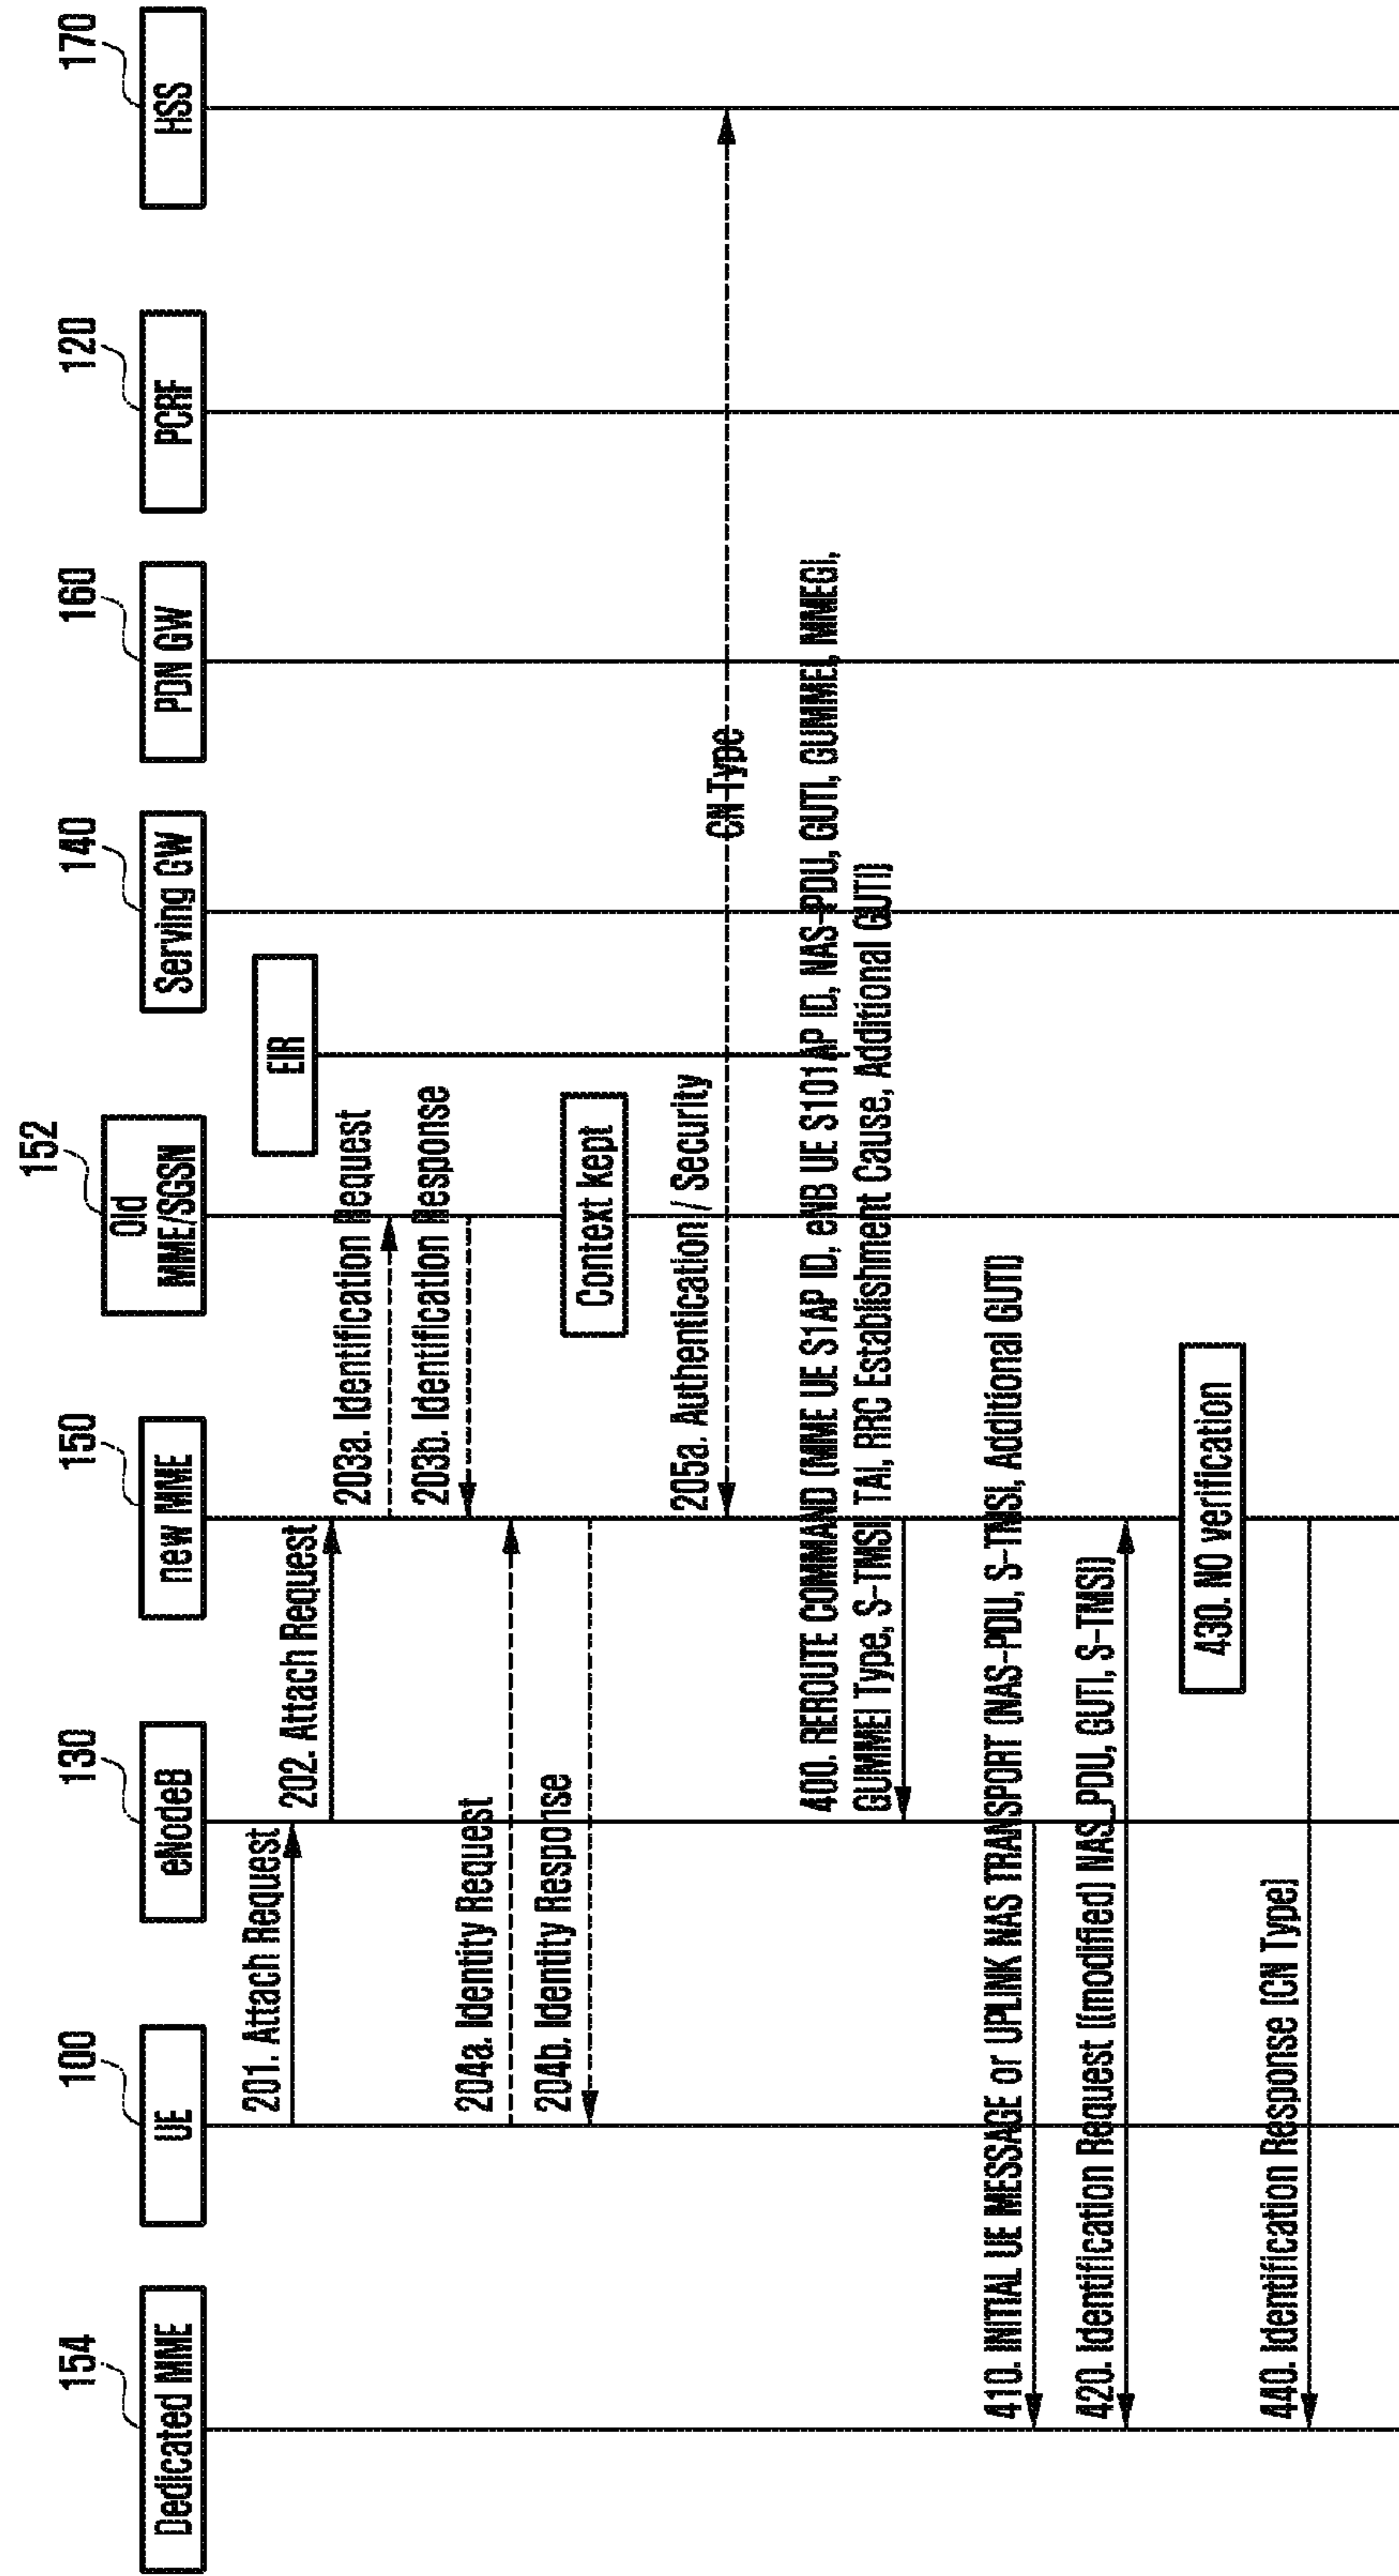 154
100
130
150
152
140
160
120
170
Dedicated MME
UE
eNodeB
new MME
Old
MME/SGSN
Serving GW
PDN GW
PCRF
HSS
EIR
201. Attach Request
202. Attach Request
203a. Identification Request
203b. Identification Response
204a. Identity Request
204b. Identity Response
Context kept
205a. Authentication / Security
CN Type
400. REROUTE COMMAND (MME UE S1AP ID, eNB UE S101AP ID, NAS-PDU, GUTI, GUMMEI, MMEGI,
GUMMEI Type, S-TMSI, TAI, RRC Establishment Cause, Additional GUTI)
410. INITIAL UE MESSAGE or UPLINK NAS TRANSPORT (NAS-PDU, S-TMSI, Additional GUTI)
420. Identification Request [(modified) NAS_PDU, GUTI, S-TMSI)]
430. NO verification
440. Identification Response [CN Type]